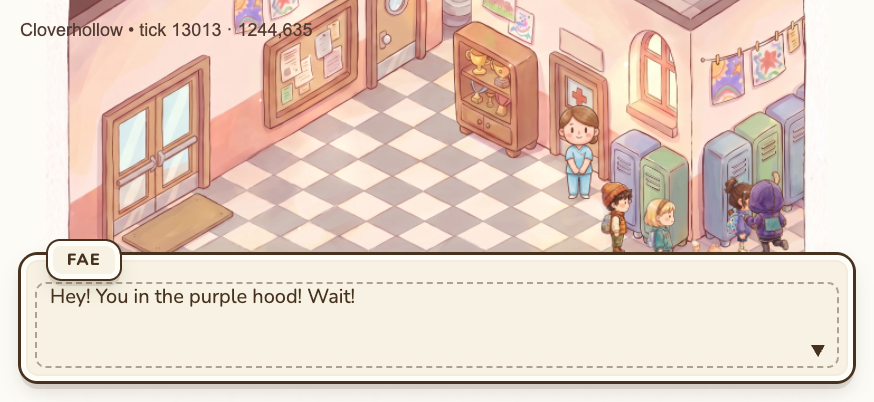 Cloverhollow • tick 13013 · 1244,635
FAE
Hey! You in the purple hood! Wait!